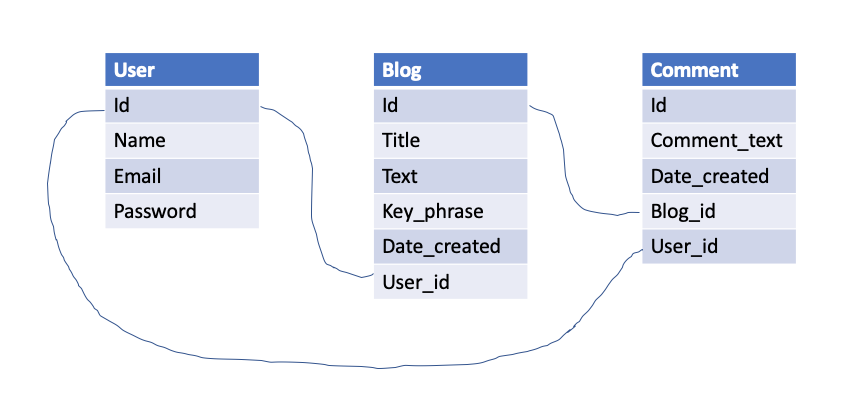 User
Id
Name
Email
Password
Blog
Id
Title
Text
Key_phrase
Date_created
User_id
Comment
Id
Comment_text
Date_created
Blog_id
User_id